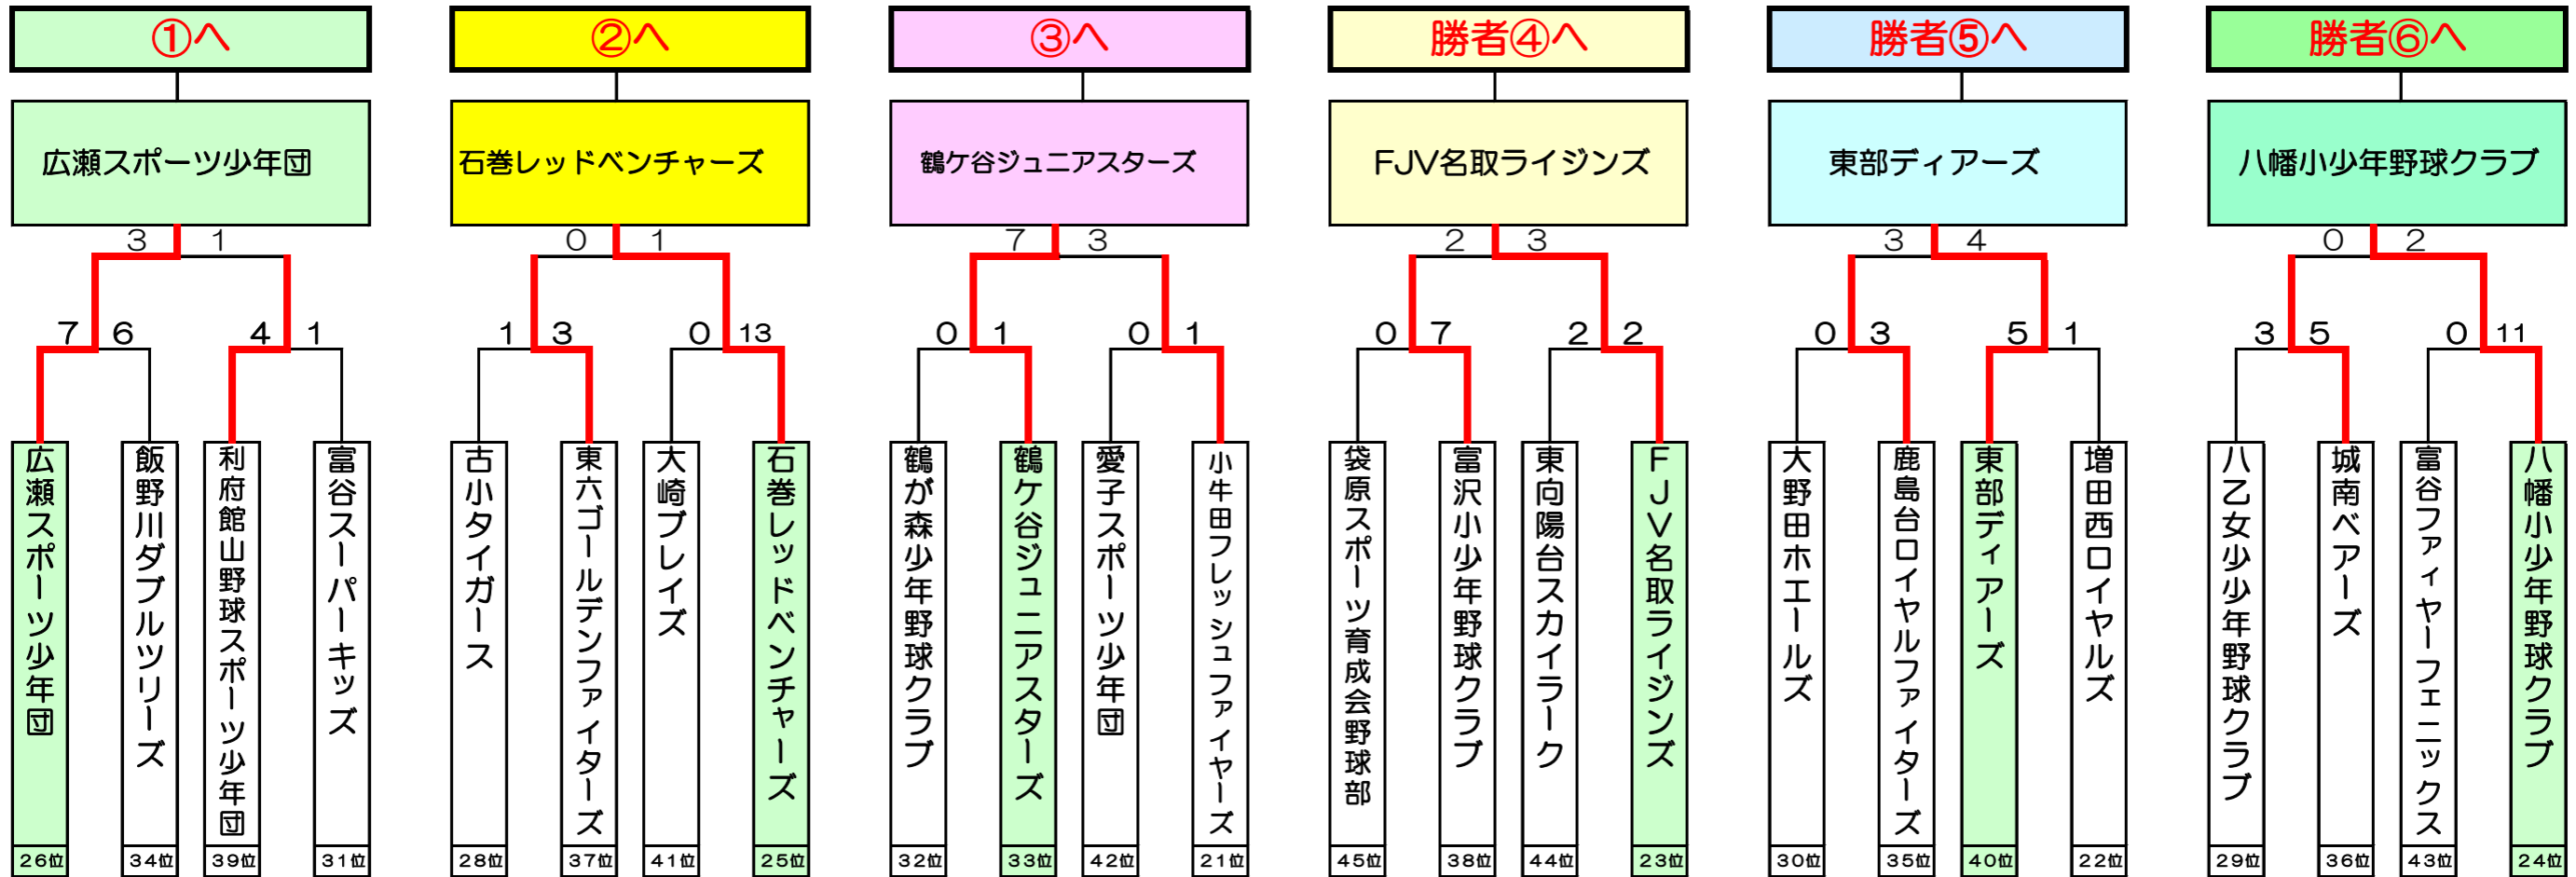 ①へ
②へ
③へ
勝者④へ
勝者⑤へ
勝者⑥へ
広瀬スポーツ少年団
石巻レッドベンチャーズ
鶴ケ谷ジュニアスターズ
FJV名取ライジンズ
東部ディアーズ
八幡小少年野球クラブ
3 1
0 1
7 3
2 3
3 4
0 2
7 6
4 1
1 3
0 13
0 1
0 1
0 7
2 2
0 3
5 1
3 5
0 11
広瀬スポーツ少年団
飯野川ダブルツリーズ
利府館山野球スポーツ少年団
富谷スーパーキッズ
古小タイガース
東六ゴールデンファイターズ
大崎ブレイズ
石巻レッドベンチャーズ
鶴が森少年野球クラブ
鶴ケ谷ジュニアスターズ
愛子スポーツ少年団
小牛田フレッシュファイヤーズ
袋原スポーツ育成会野球部
富沢小少年野球クラブ
東向陽台スカイラーク
FJV名取ライジンズ
大野田ホエールズ
鹿島台ロイヤルファイターズ
東部ディアーズ
増田西ロイヤルズ
八乙女少少年野球クラブ
城南ベアーズ
富谷ファイヤーフェニックス
八幡小少年野球クラブ
26位
34位
39位
31位
28位
37位
41位
25位
32位
33位
42位
21位
45位
38位
44位
23位
30位
35位
40位
22位
29位
36位
43位
24位